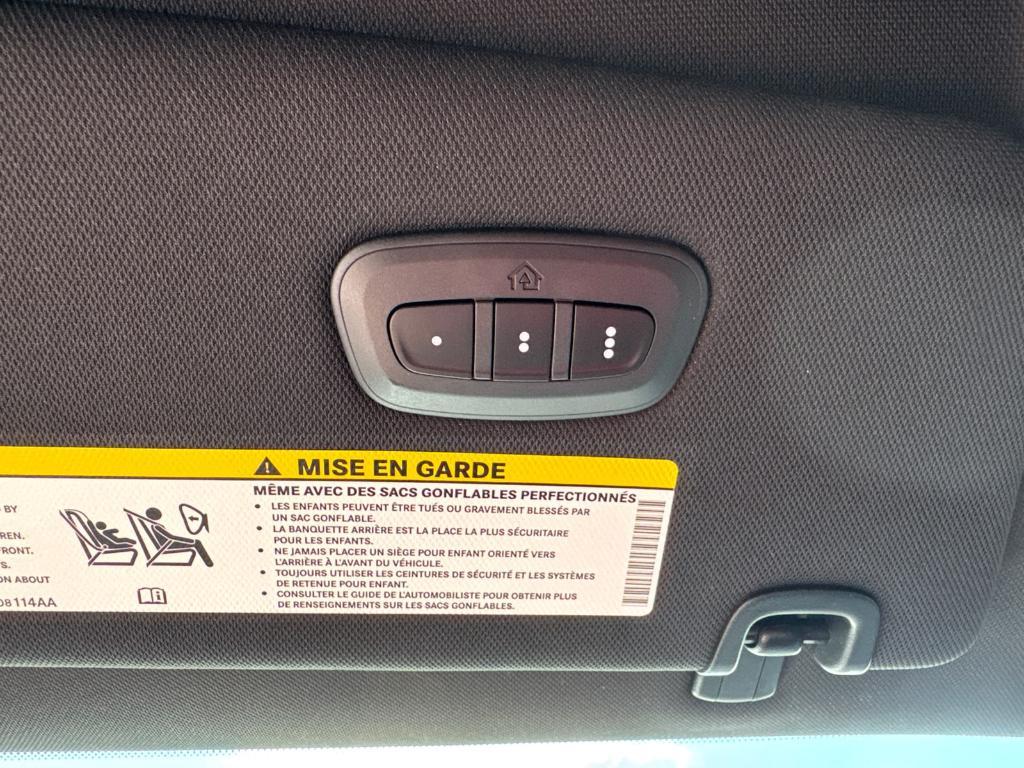 MISE EN GARDE
MÊME AVEC DES SACS GONFLABLES PERFECTIONNÉS
• LES ENFANTS PEUVENT ÊTRE TUÉS OU GRAVEMENT BLESSÉS PAR
UN SAC GONFLABLE.
• LA BANQUETTE ARRIÈRE EST LA PLACE LA PLUS SÉCURITAIRE
POUR LES ENFANTS.
• NE JAMAIS PLACER UN SIÈGE POUR ENFANT ORIENTÉ VERS
L'ARRIÈRE À L'AVANT DU VÉHICULE.
• TOUJOURS UTILISER LES CEINTURES DE SÉCURITÉ ET LES SYSTÈMES
DE RETENUE POUR ENFANT.
• CONSULTER LE GUIDE DE L'AUTOMOBILISTE POUR OBTENIR PLUS
DE RENSEIGNEMENTS SUR LES SACS GONFLABLES.
BY
REN.
FRONT.
TS.
ON ABOUT
08114AA